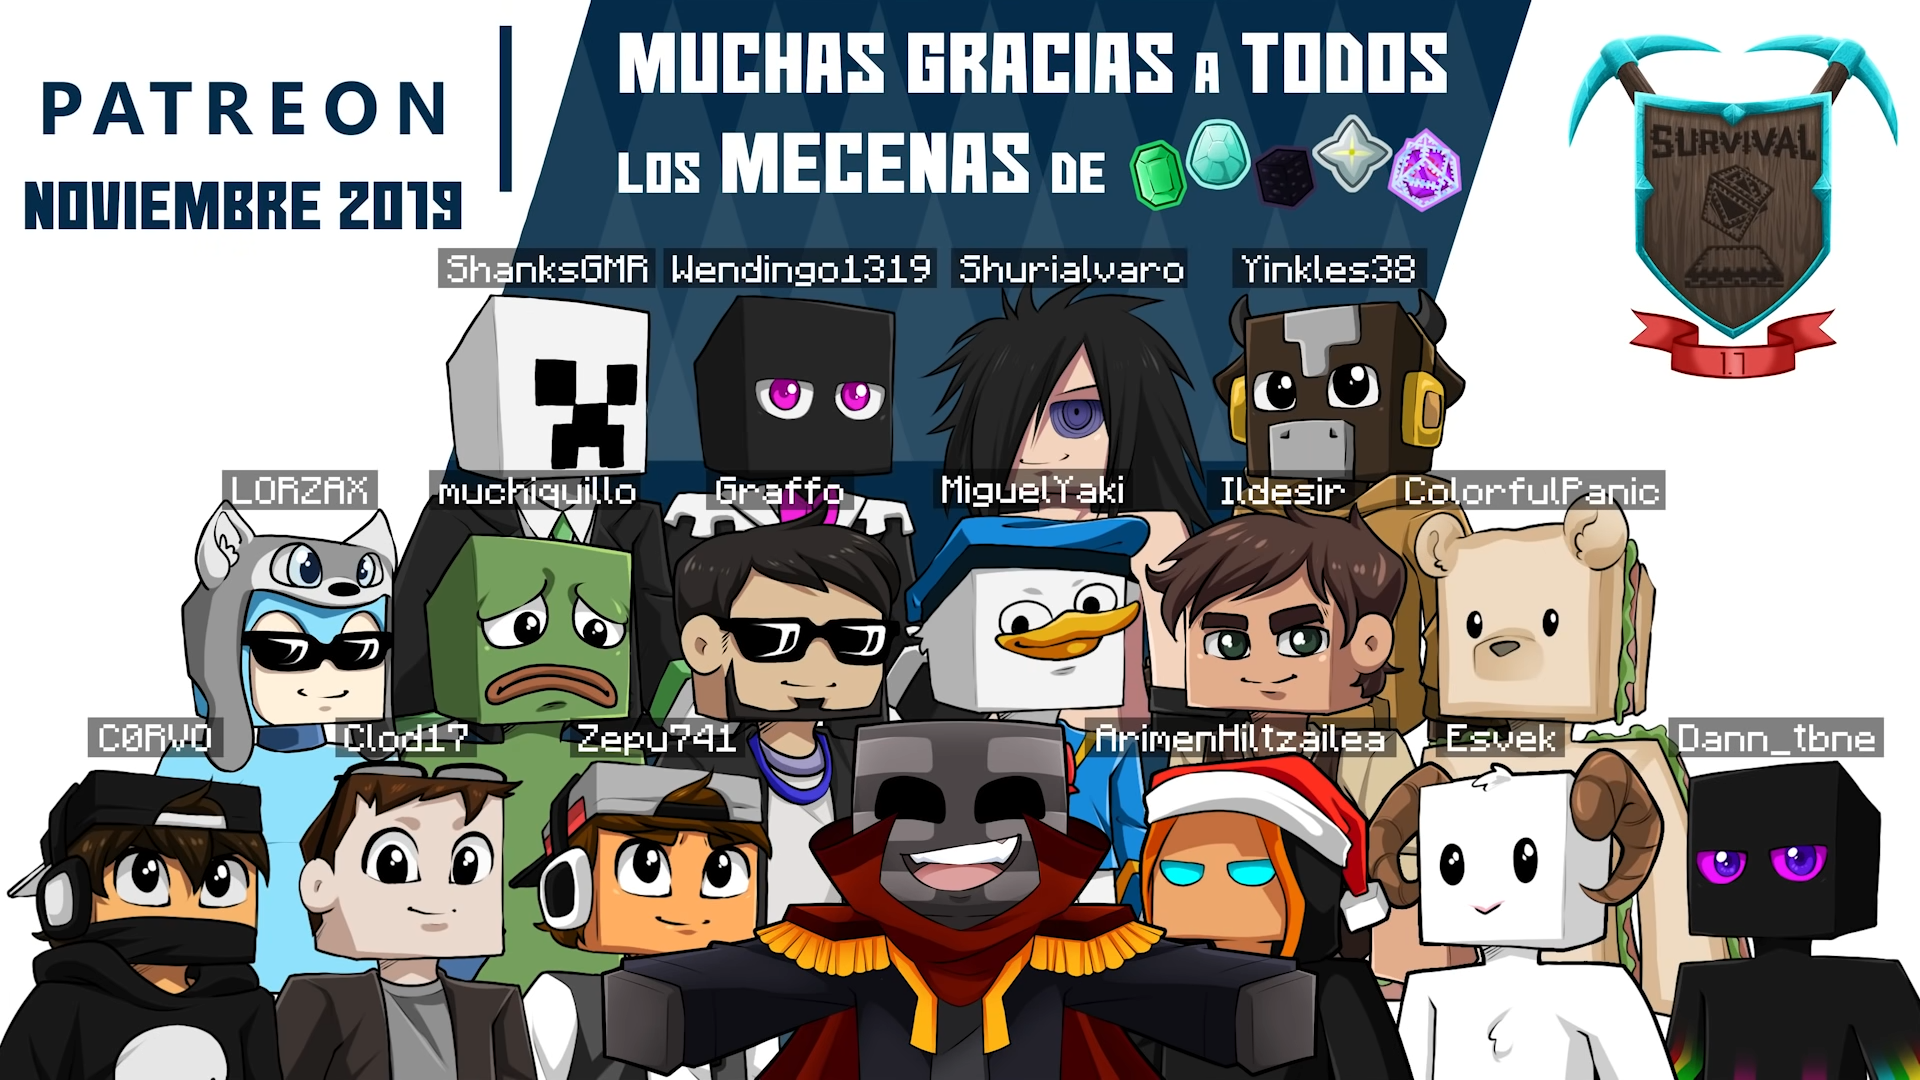 PATREON
NOVIEMBRE 2019
MUCHAS GRACIAS A TODOS
LOS MECENAS DE
SURVIVAL
1.1
ShanksGMR Wendingo1319 Shurialvaro Yinkles38
LORZAX muchiquillo Graffo MiguelYaki Ildesir ColorfulPanic
C0RVO Clod17 Zepu741 ArimenHiltzailea Esvek Dann_tbne